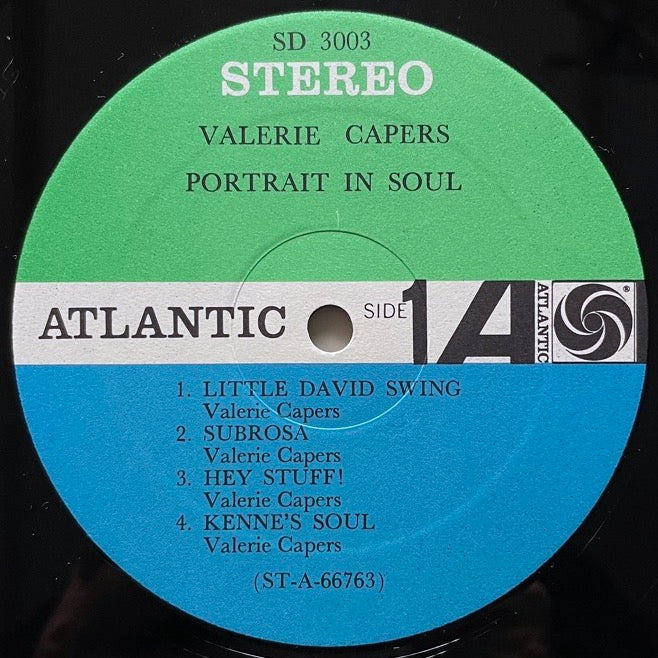 SD 3003
STEREO
VALERIE CAPERS
PORTRAIT IN SOUL
ATLANTIC SIDE 1 A ATLANTIC ®
1. LITTLE DAVID SWING
Valerie Capers
2. SUBROSA
Valerie Capers
3. HEY STUFF!
Valerie Capers
4. KENNE'S SOUL
Valerie Capers
(ST-A-66763)